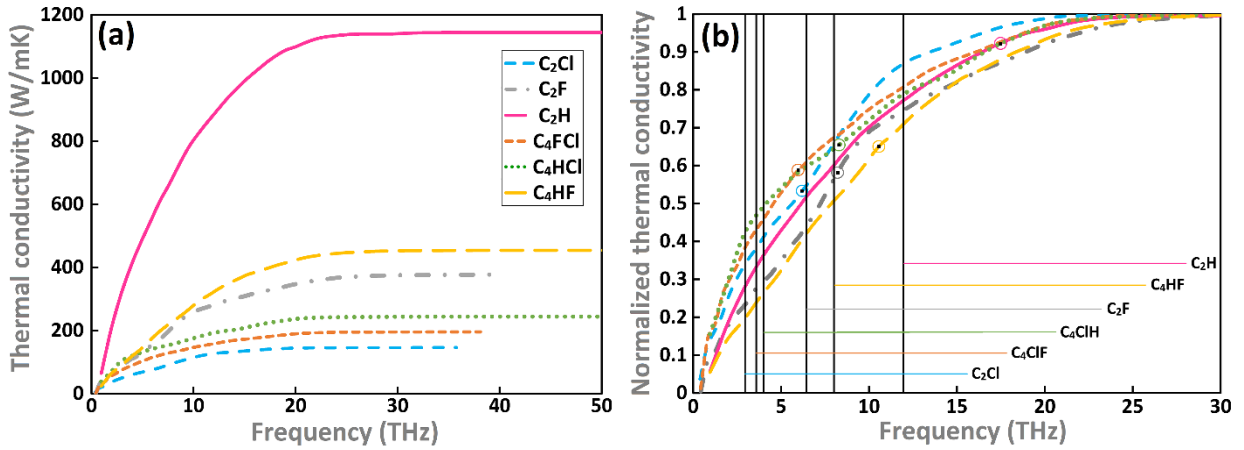 (a)
Thermal conductivity (W/mK)
1200
1000
800
600
400
200
0
0
10
20
30
40
50
Frequency (THz)
C₂Cl
C₂F
C₂H
C₄FCl
C₄HCl
C₄HF
(b)
Normalized thermal conductivity
1
0.9
0.8
0.7
0.6
0.5
0.4
0.3
0.2
0.1
0
0
5
10
15
20
25
30
Frequency (THz)
C₂H
C₄HF
C₂F
C₄ClH
C₄ClF
C₂Cl